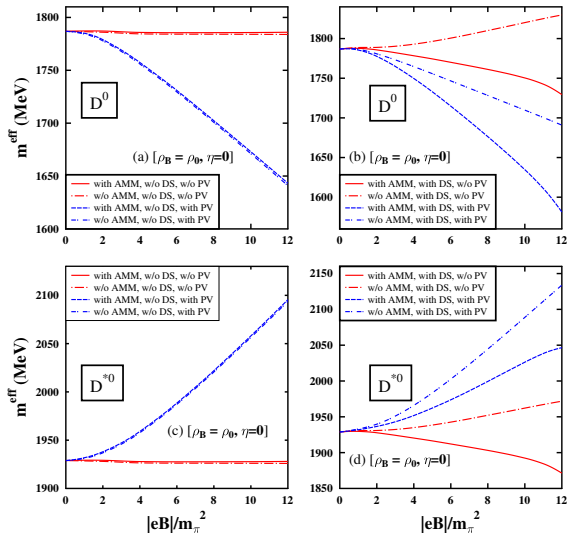 1800
1760
1720
1680
1640
1600
m^eff (MeV)
D^0
(a) [ρ_B = ρ_0, η=0]
with AMM, w/o DS, w/o PV
w/o AMM, w/o DS, w/o PV
with AMM, w/o DS, with PV
w/o AMM, w/o DS, with PV
0 2 4 6 8 10 12
1800
1750
1700
1650
1600
D^0
(b) [ρ_B = ρ_0, η=0]
with AMM, with DS, w/o PV
w/o AMM, with DS, w/o PV
with AMM, with DS, with PV
w/o AMM, with DS, with PV
0 2 4 6 8 10 12
with AMM, w/o DS, w/o PV
w/o AMM, w/o DS, w/o PV
with AMM, w/o DS, with PV
w/o AMM, w/o DS, with PV
2100
2050
2000
1950
1900
m^eff (MeV)
D^*0
(c) [ρ_B = ρ_0, η=0]
0 2 4 6 8 10 12
|eB|/m_π^2
with AMM, with DS, w/o PV
w/o AMM, with DS, w/o PV
with AMM, with DS, with PV
w/o AMM, with DS, with PV
2150
2100
2050
2000
1950
1900
1850
D^*0
(d) [ρ_B = ρ_0, η=0]
0 2 4 6 8 10 12
|eB|/m_π^2